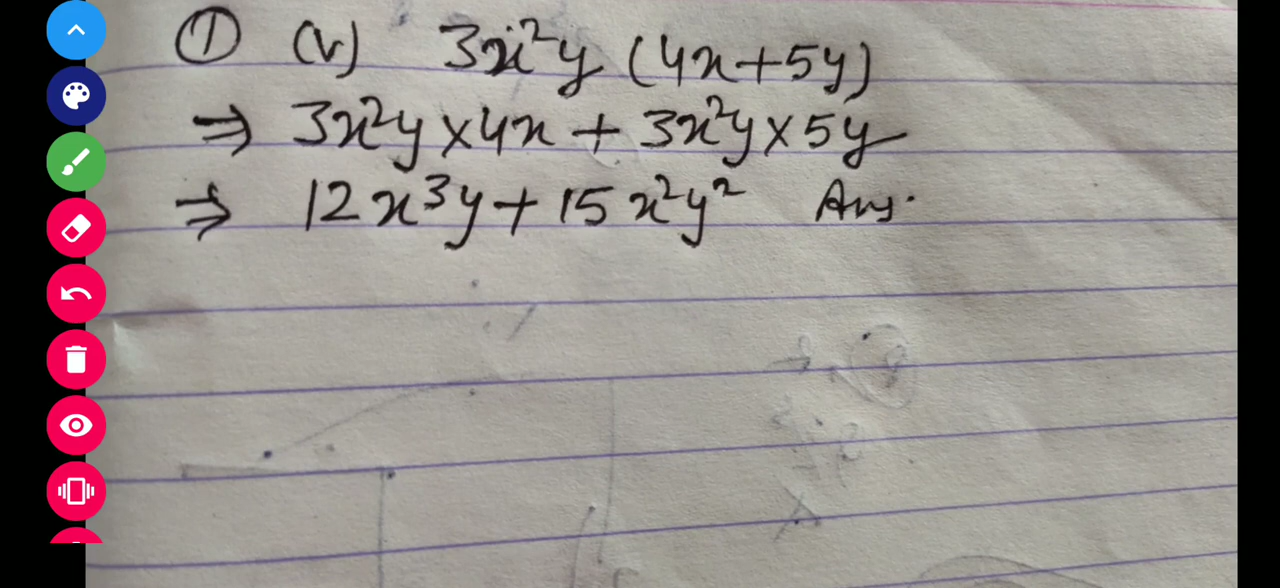 ① (v) 3x²y (4x+5y)
⇒ 3x²y×4x + 3x²y×5y
⇒ 12x³y+15x²y² Ans.